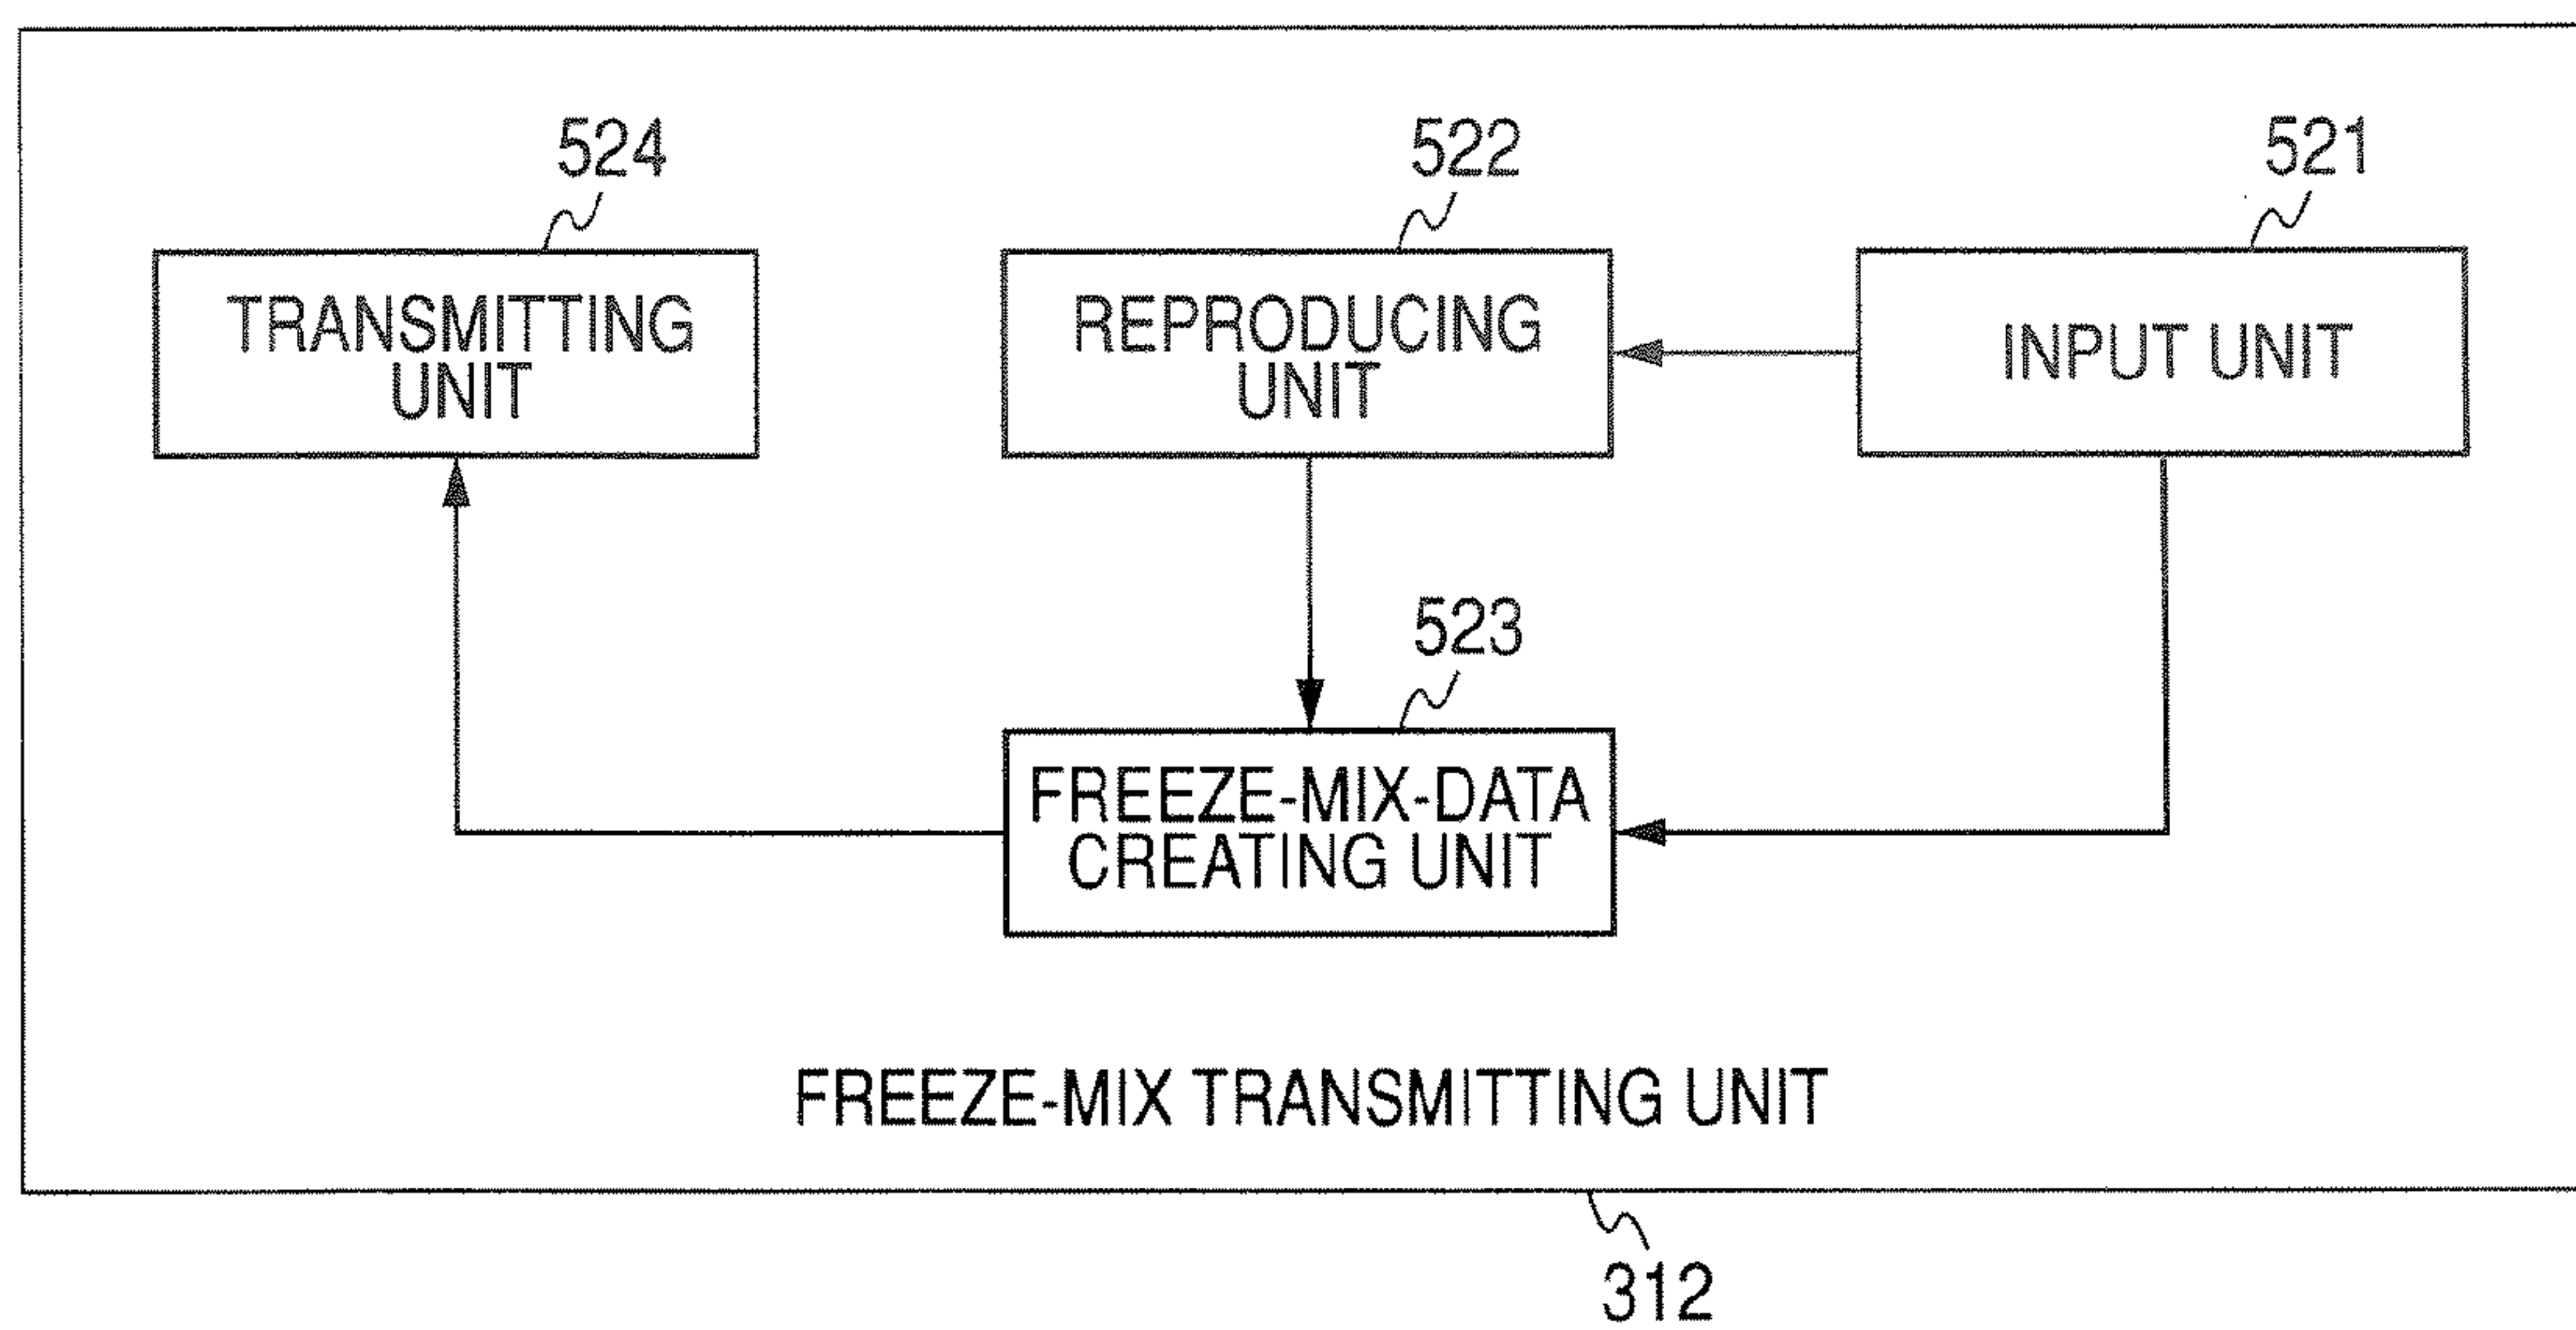 524
522
521
TRANSMITTING
UNIT
REPRODUCING
UNIT
INPUT UNIT
523
FREEZE-MIX-DATA
CREATING UNIT
FREEZE-MIX TRANSMITTING UNIT
312